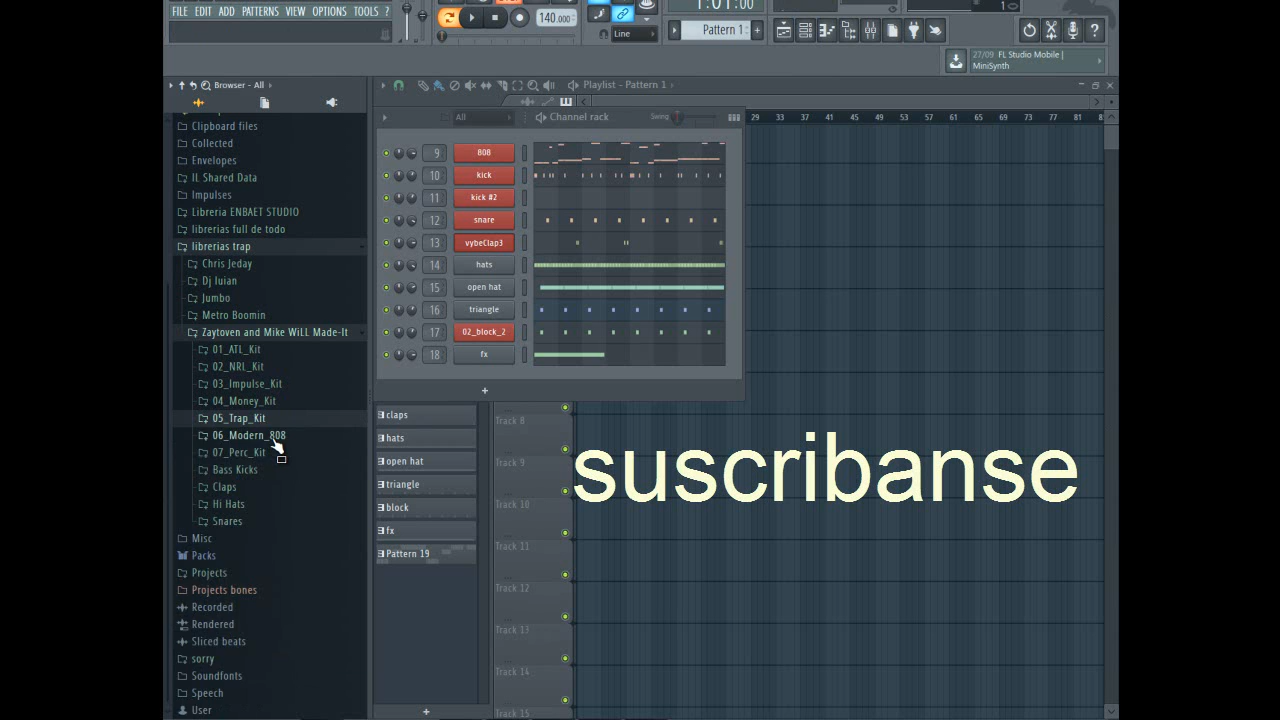 FILE EDIT ADD PATTERNS VIEW OPTIONS TOOLS ?
140.000
1:01:00
1
Line
Pattern 1
27/09 FL Studio Mobile |
MiniSynth
Browser - All
Playlist - Pattern 1
All
Channel rack
Swing
29 33 37 41 45 49 53 57 61 65 69 73 77 81
Clipboard files
Collected
Envelopes
IL Shared Data
Impulses
Libreria ENBAET STUDIO
librerias full de todo
librerias trap
Chris Jeday
Dj luian
Jumbo
Metro Boomin
Zaytoven and Mike WiLL Made-It
01_ATL_Kit
02_NRL_Kit
03_Impulse_Kit
04_Money_Kit
05_Trap_Kit
06_Modern_808
07_Perc_Kit
Bass Kicks
Claps
Hi Hats
Snares
Misc
Packs
Projects
Projects bones
Recorded
Rendered
Sliced beats
sorry
Soundfonts
Speech
User
9 808
10 kick
11 kick #2
12 snare
13 vybeClap3
14 hats
15 open hat
16 triangle
17 02_block_2
18 fx
+
claps
hats
open hat
triangle
block
fx
Pattern 19
+
Track 8
Track 9
Track 10
Track 11
Track 12
Track 13
Track 14
Track 15
suscribanse